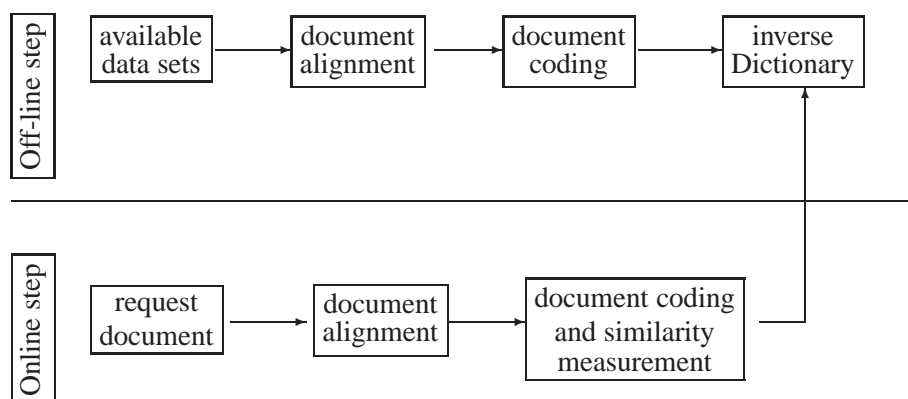 Off-line step
available
data sets
document
alignment
document
coding
inverse
Dictionary
Online step
request
document
document
alignment
document coding
and similarity
measurement